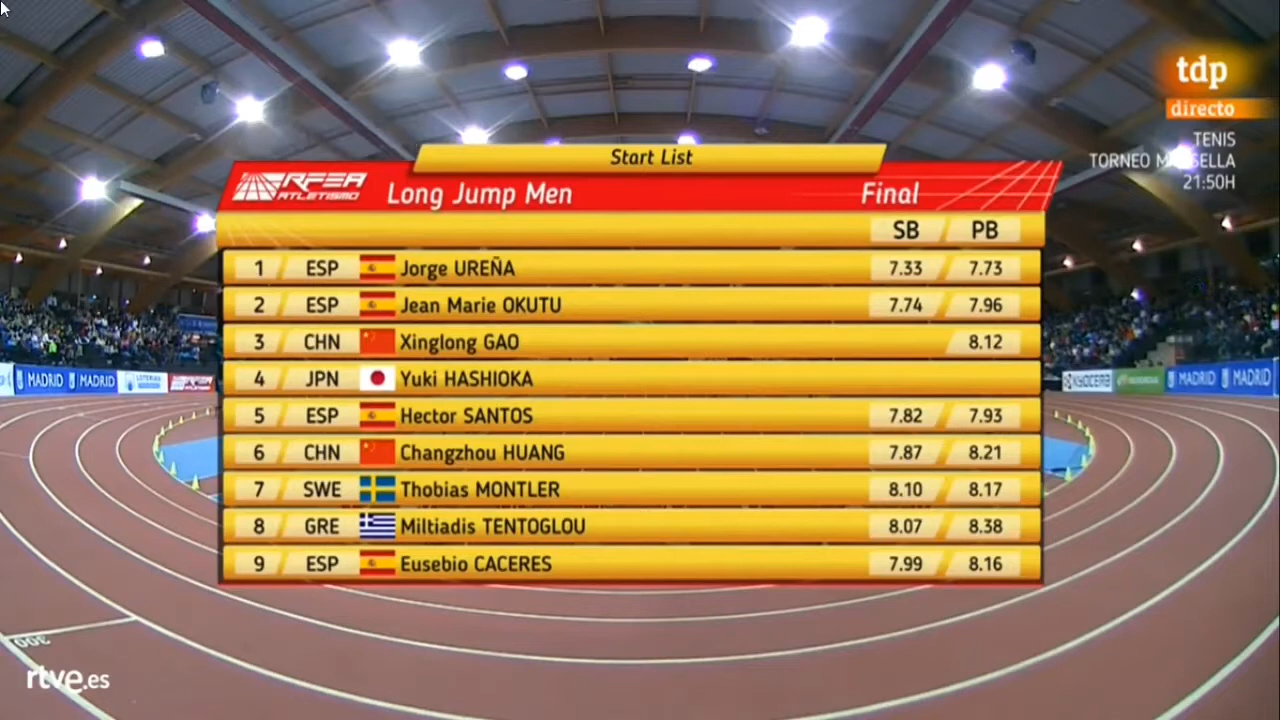 tdp
directo
TENIS
TORNEO MARSELLA
21:50H
Start List
RFEA
ATLETISMO
Long Jump Men Final
SB PB
1 ESP Jorge UREÑA 7.33 7.73
2 ESP Jean Marie OKUTU 7.74 7.96
3 CHN Xinglong GAO 8.12
4 JPN Yuki HASHIOKA
5 ESP Hector SANTOS 7.82 7.93
6 CHN Changzhou HUANG 7.87 8.21
7 SWE Thobias MONTLER 8.10 8.17
8 GRE Miltiadis TENTOGLOU 8.07 8.38
9 ESP Eusebio CACERES 7.99 8.16
MADRID MADRID
KYOCERA
MADRID MADRID
300
rtve.es